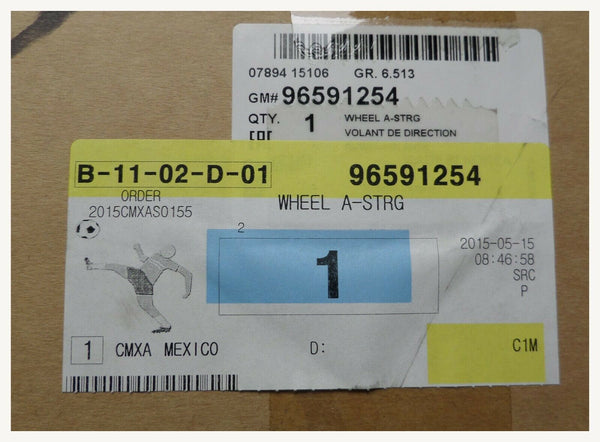 07894 15106 GR. 6.513
GM# 96591254
QTY. 1 WHEEL A-STRG
VOLANT DE DIRECTION
B-11-02-D-01 96591254
ORDER
2015CMXAS0155
WHEEL A-STRG
2
1
2015-05-15
08:46:58
SRC
P
1 CMXA MEXICO D: C1M